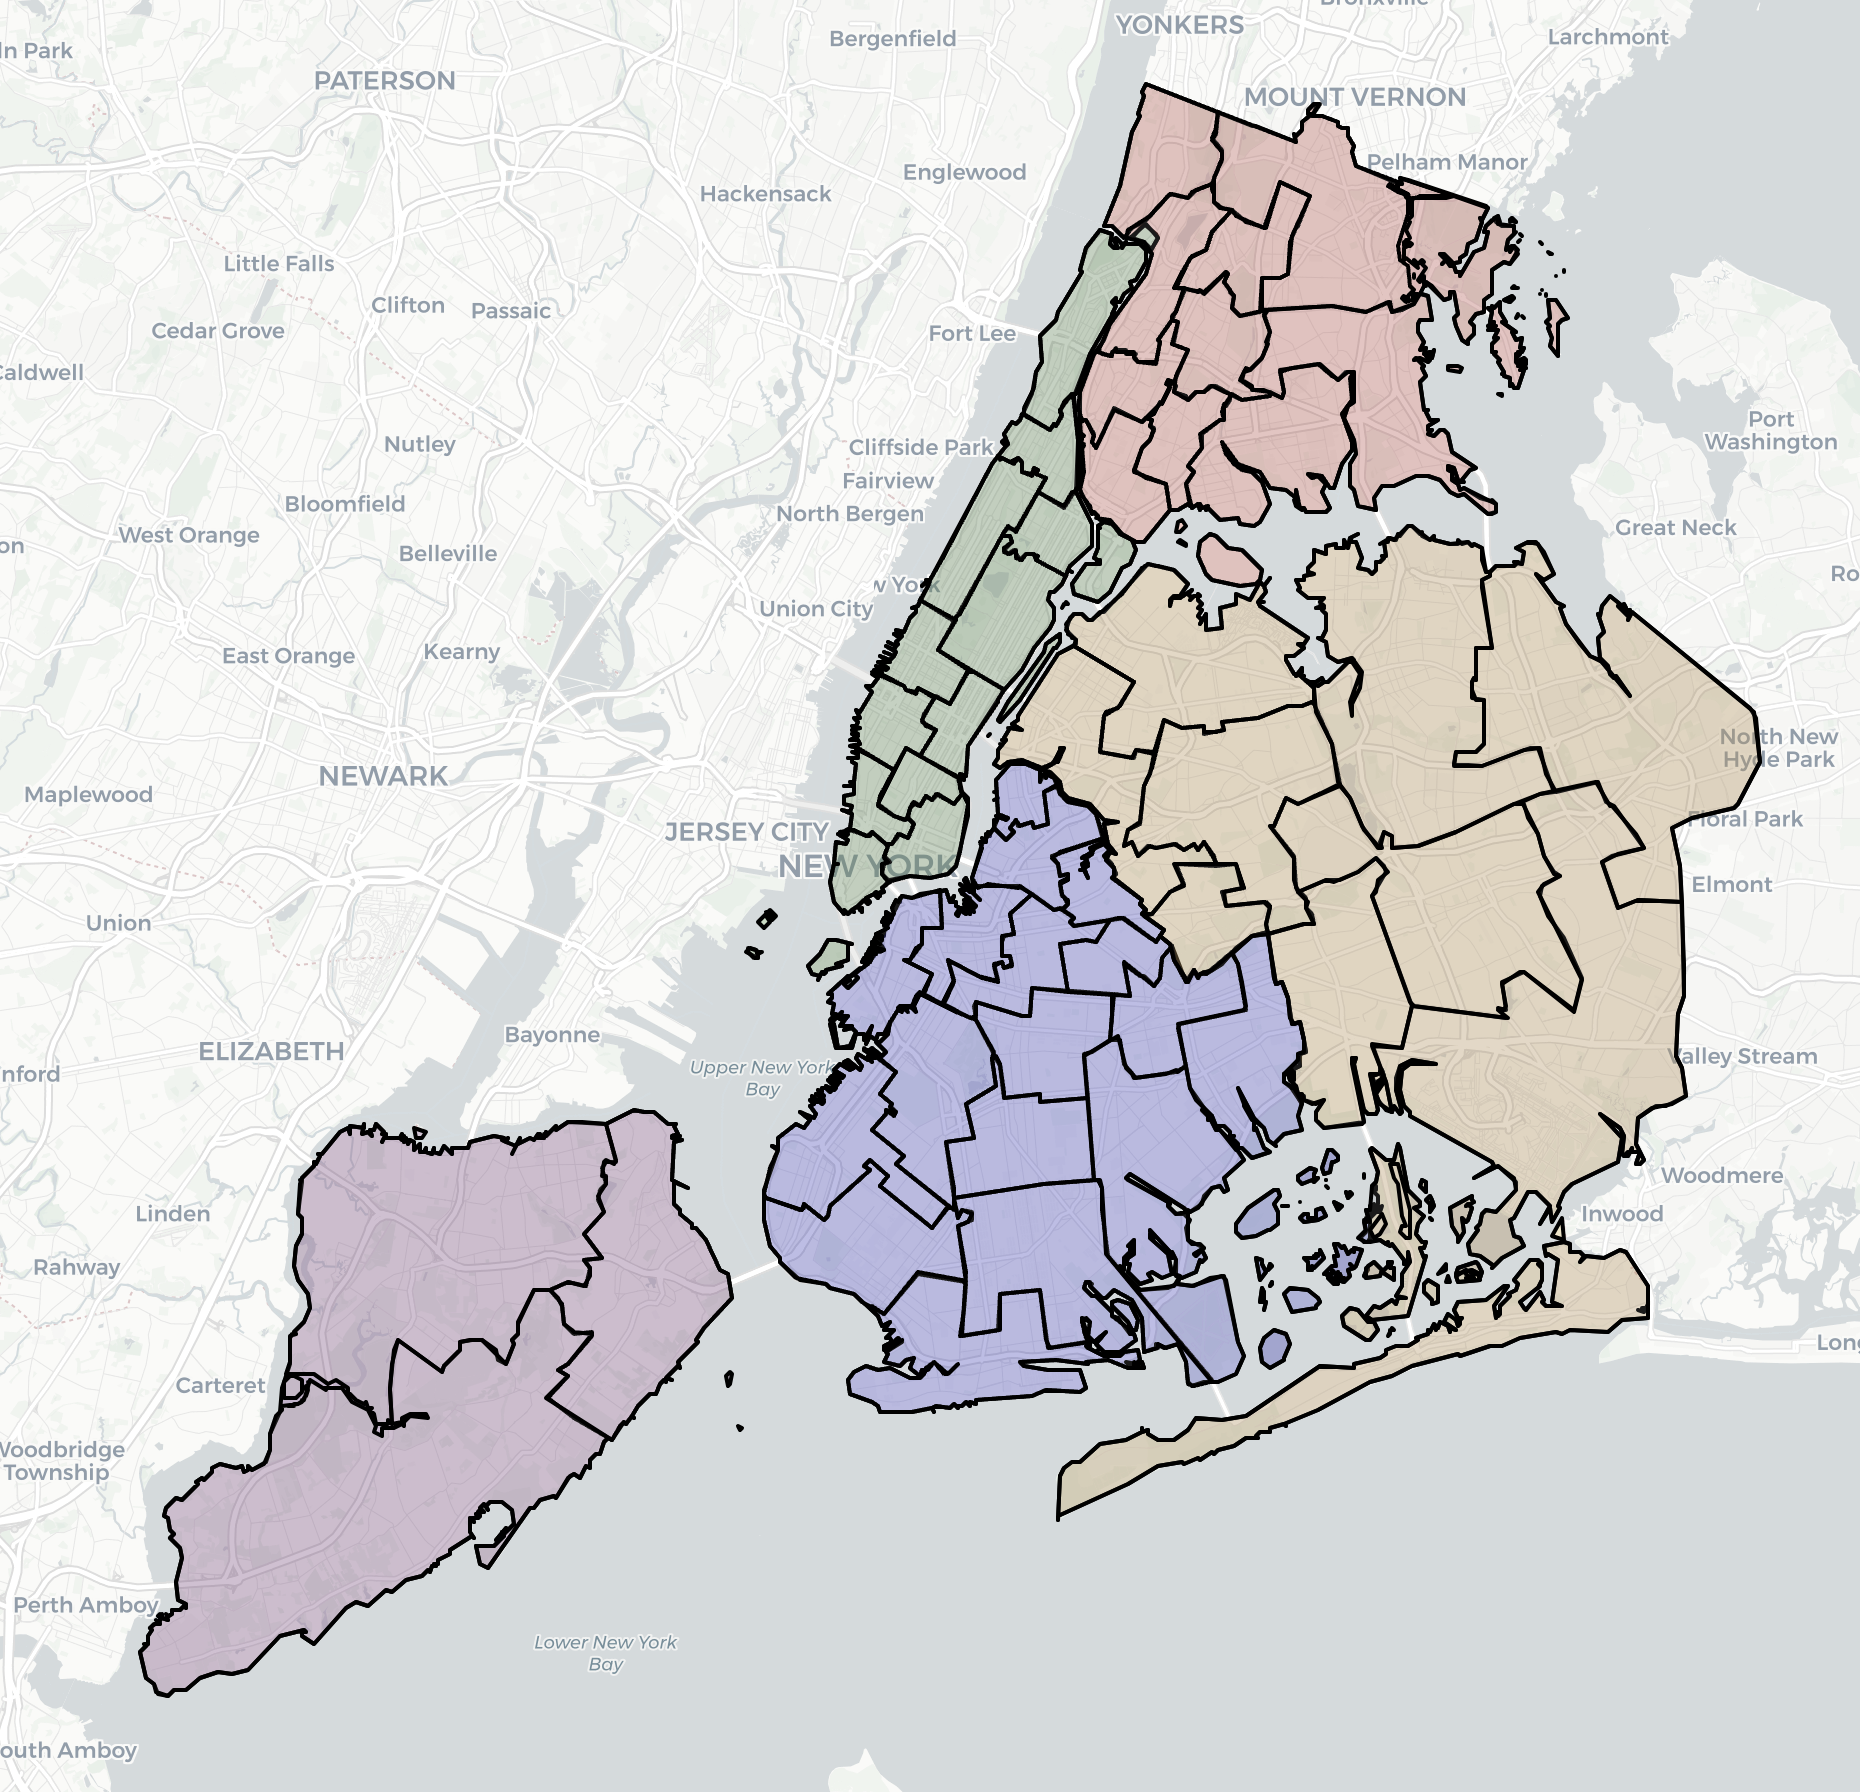 YONKERS
Bronxville
Larchmont
Bergenfield
ln Park
PATERSON
MOUNT VERNON
Pelham Manor
Englewood
Hackensack
Little Falls
Clifton
Passaic
Cedar Grove
Fort Lee
Caldwell
Port
Washington
Nutley
Cliffside Park
Fairview
Bloomfield
North Bergen
Great Neck
West Orange
on
Belleville
w York
Ro
Union City
East Orange
Kearny
North New
Hyde Park
NEWARK
Maplewood
JERSEY CITY
Floral Park
NEW YORK
Elmont
Union
Bayonne
ELIZABETH
Valley Stream
nford
Upper New York
Bay
Woodmere
Linden
Inwood
Rahway
Long
Carteret
Woodbridge
Township
Perth Amboy
Lower New York
Bay
outh Amboy